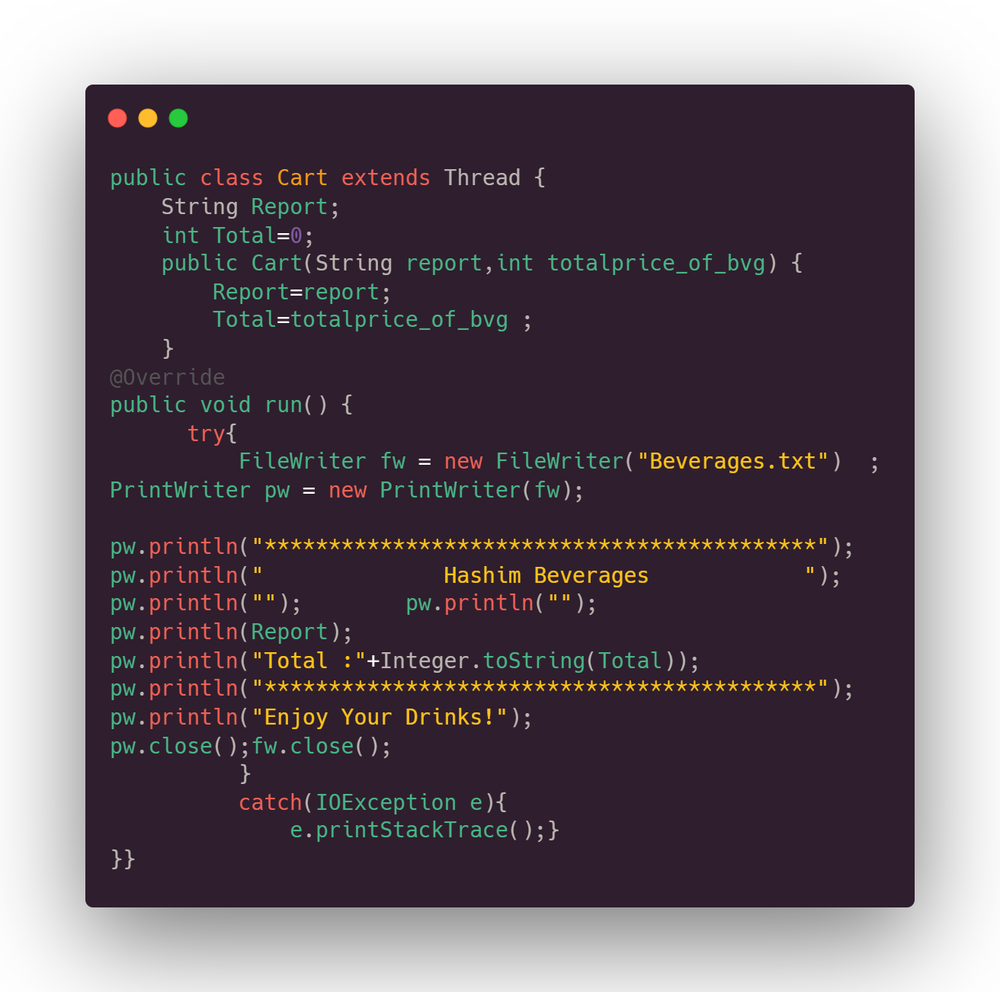 public class Cart extends Thread {
    String Report;
    int Total=0;
    public Cart(String report,int totalprice_of_bvg) {
        Report=report;
        Total=totalprice_of_bvg ;
    }
@Override
public void run() {
      try{
          FileWriter fw = new FileWriter("Beverages.txt")  ;
PrintWriter pw = new PrintWriter(fw);

pw.println("*******************************************");
pw.println("              Hashim Beverages            ");
pw.println("");        pw.println("");
pw.println(Report);
pw.println("Total :"+Integer.toString(Total));
pw.println("*******************************************");
pw.println("Enjoy Your Drinks!");
pw.close();fw.close();
          }
          catch(IOException e){
              e.printStackTrace();}
}}